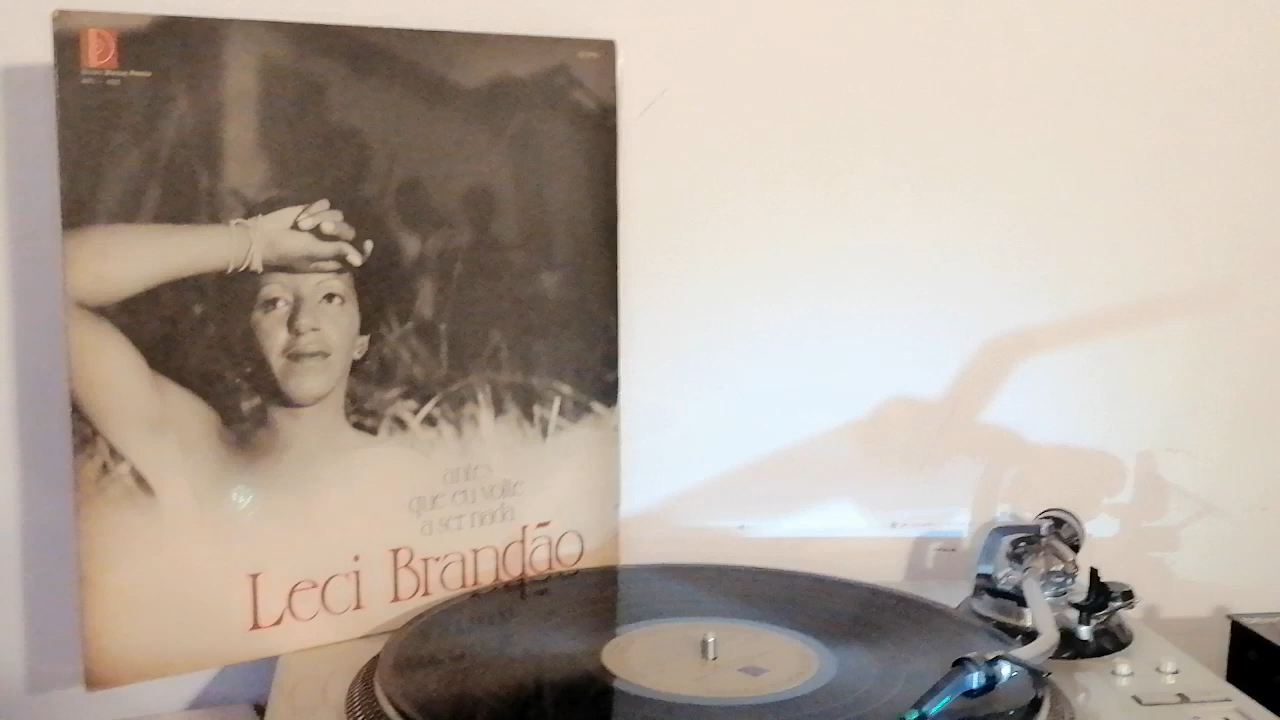 antes
que eu volte
a ser nada
Leci Brandão